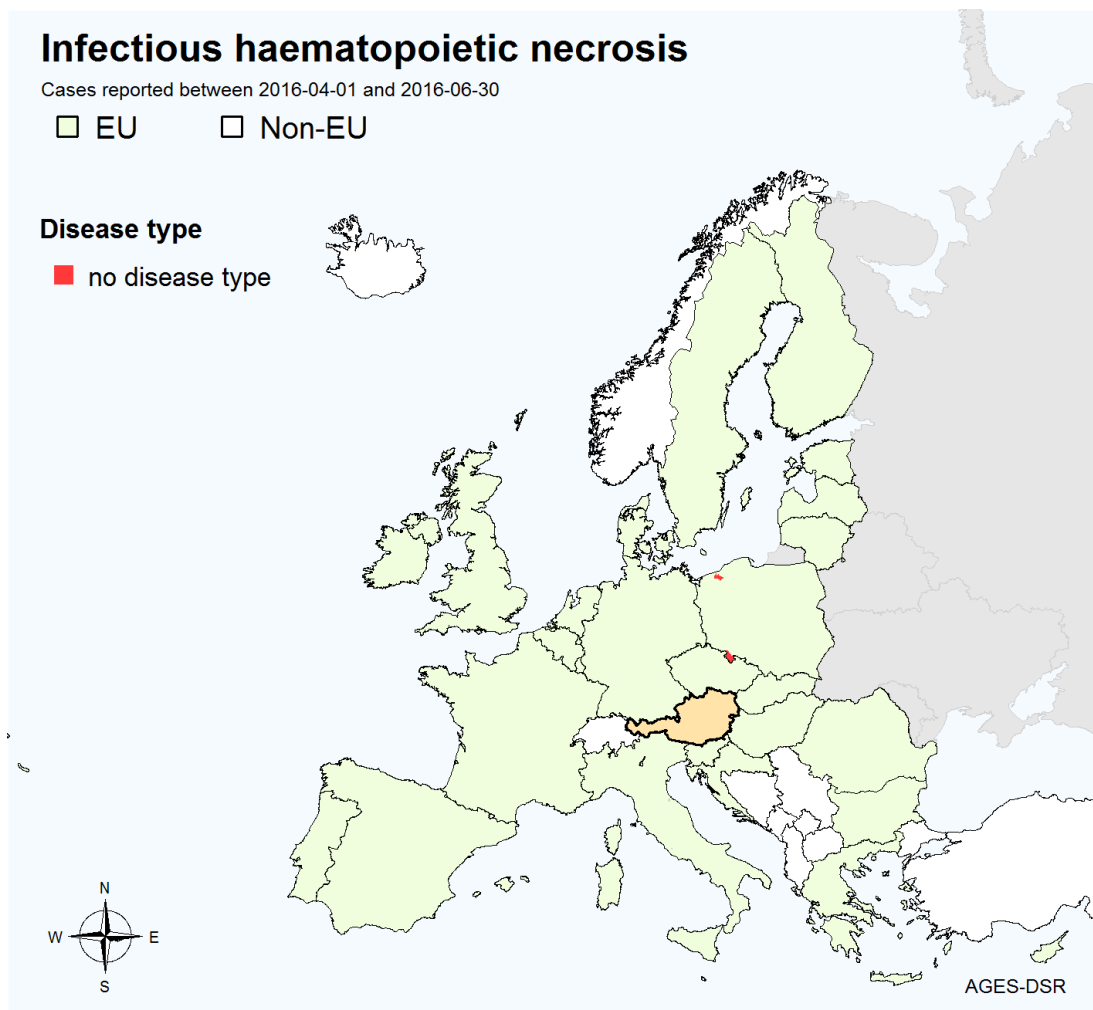 Infectious haematopoietic necrosis
Cases reported between 2016-04-01 and 2016-06-30
EU Non-EU
Disease type
no disease type
N
W E
S
AGES-DSR